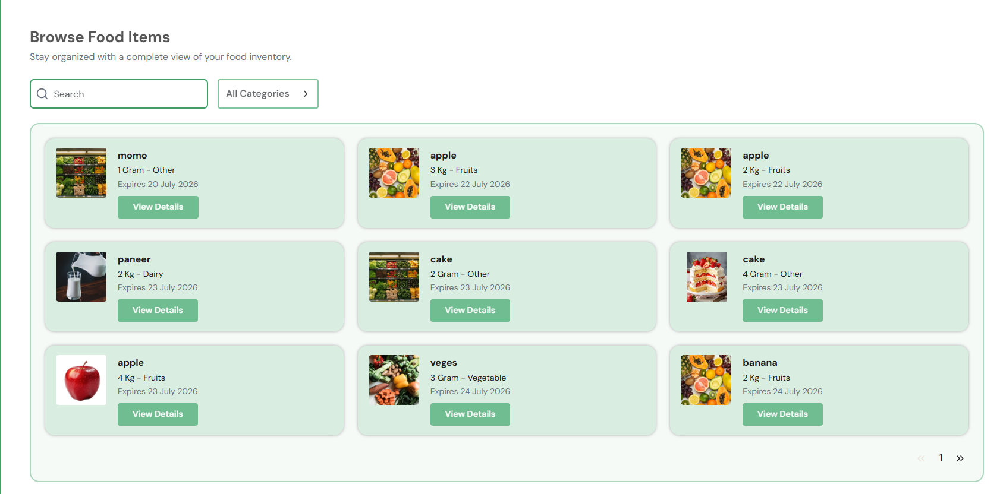 Browse Food Items
Stay organized with a complete view of your food inventory.
Search
All Categories
momo
1 Gram - Other
Expires 20 July 2026
View Details
apple
3 Kg - Fruits
Expires 22 July 2026
View Details
apple
2 Kg - Fruits
Expires 22 July 2026
View Details
paneer
2 Kg - Dairy
Expires 23 July 2026
View Details
cake
2 Gram - Other
Expires 23 July 2026
View Details
cake
4 Gram - Other
Expires 23 July 2026
View Details
apple
4 Kg - Fruits
Expires 23 July 2026
View Details
veges
3 Gram - Vegetable
Expires 24 July 2026
View Details
banana
2 Kg - Fruits
Expires 24 July 2026
View Details
« 1 »